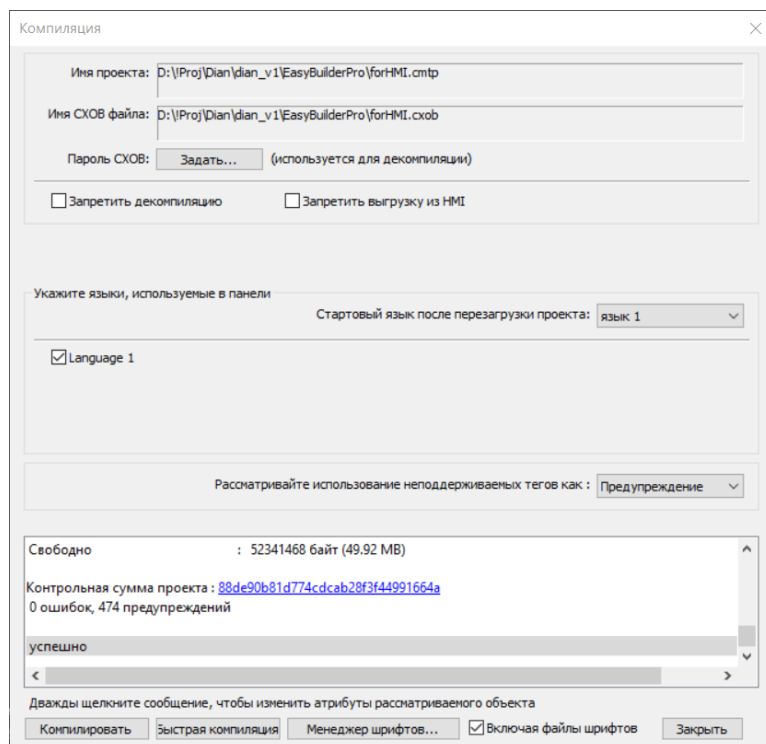 Компиляция
Имя проекта: D:\!Proj\Dian\dian_v1\EasyBuilderPro\forHMI.cmtp
Имя CXOB файла: D:\!Proj\Dian\dian_v1\EasyBuilderPro\forHMI.cxob
Пароль CXOB: Задать... (используется для декомпиляции)
Запретить декомпиляцию Запретить выгрузку из HMI
Укажите языки, используемые в панели
Стартовый язык после перезагрузки проекта: язык 1
Language 1
Рассматривайте использование неподдерживаемых тегов как : Предупреждение
Свободно : 52341468 байт (49.92 MB)
Контрольная сумма проекта : 88de90b81d774cdcab28f3f44991664a
0 ошибок, 474 предупреждений
успешно
Дважды щелкните сообщение, чтобы изменить атрибуты рассматриваемого объекта
Компилировать Быстрая компиляция Менеджер шрифтов... Включая файлы шрифтов Закрыть